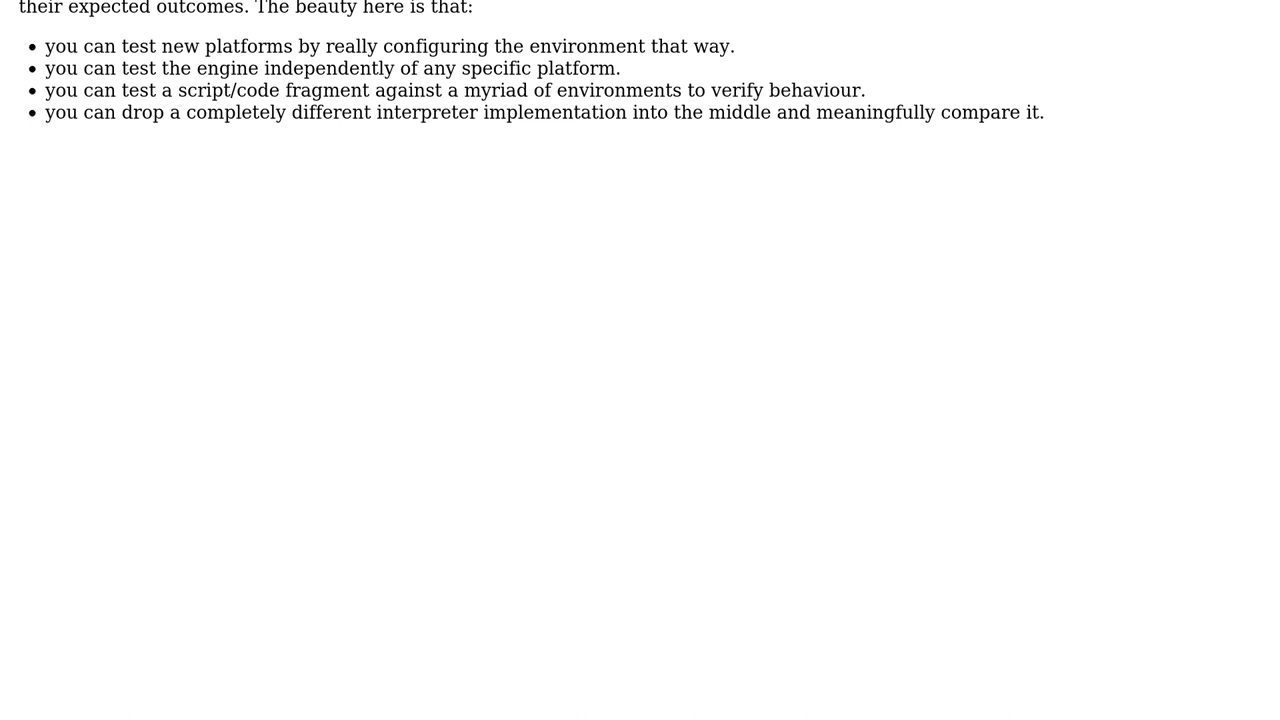 their expected outcomes. The beauty here is that:
• you can test new platforms by really configuring the environment that way.
• you can test the engine independently of any specific platform.
• you can test a script/code fragment against a myriad of environments to verify behaviour.
• you can drop a completely different interpreter implementation into the middle and meaningfully compare it.